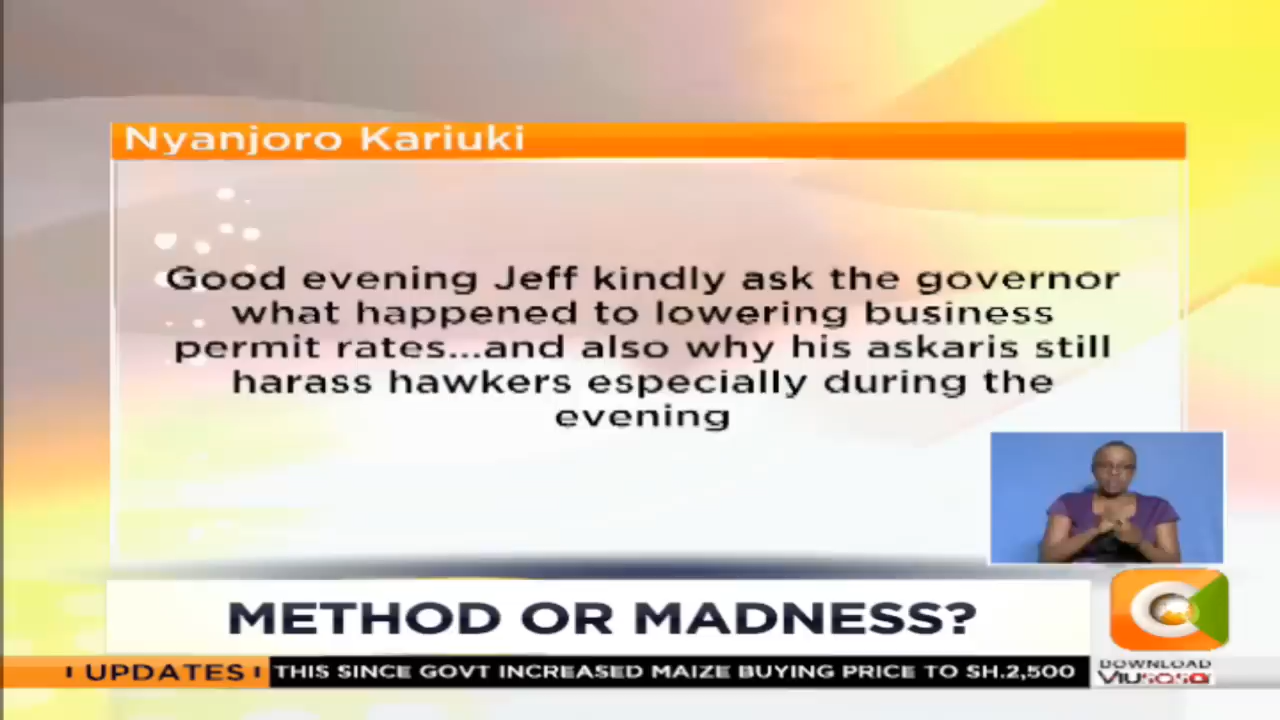 Nyanjoro Kariuki
Good evening Jeff kindly ask the governor
what happened to lowering business
permit rates...and also why his askaris still
harass hawkers especially during the
evening
METHOD OR MADNESS?
UPDATES
THIS SINCE GOVT INCREASED MAIZE BUYING PRICE TO SH.2,500
DOWNLOAD
VIUSASA